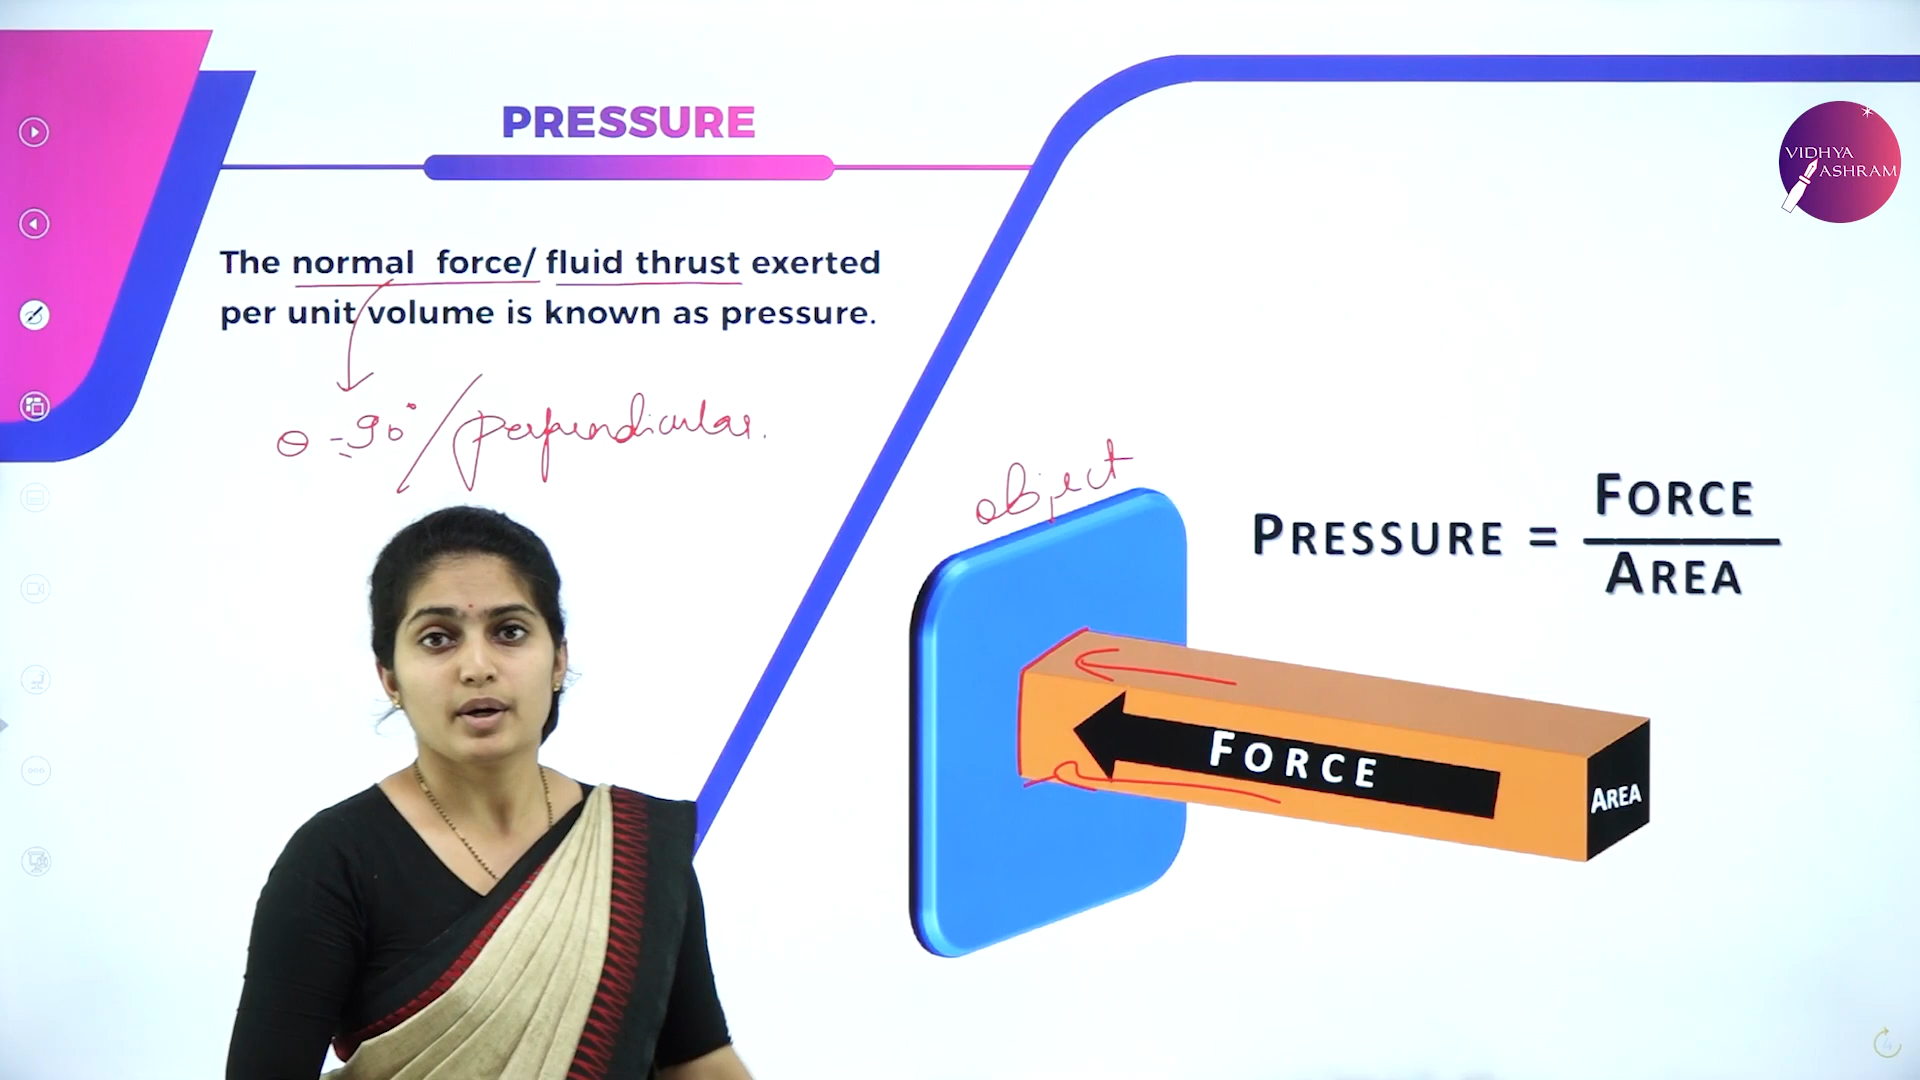 PRESSURE
VIDHYA
ASHRAM
The normal force/ fluid thrust exerted
per unit volume is known as pressure.
θ = 90° / perpendicular.
object
PRESSURE = FORCE
AREA
FORCE
AREA